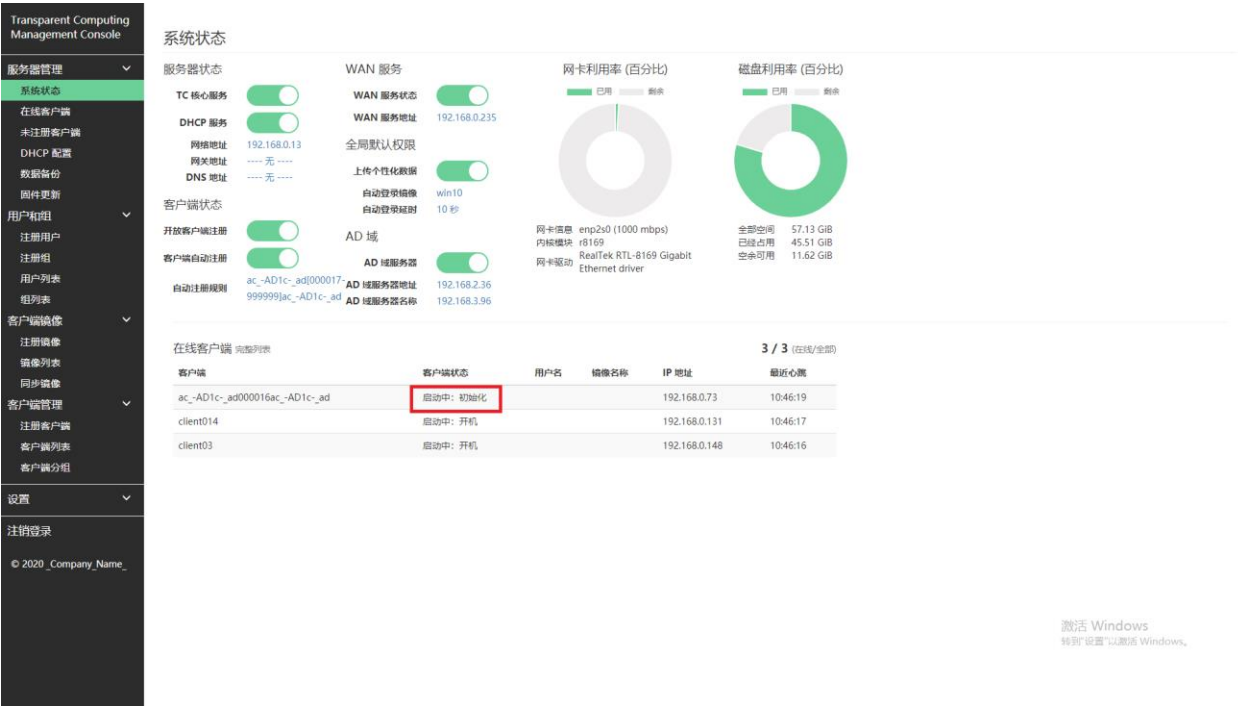 Transparent Computing
Management Console
服务器管理
系统状态
在线客户端
未注册客户端
DHCP 配置
数据备份
固件更新
用户和组
注册用户
注册组
用户列表
组列表
客户端镜像
注册镜像
镜像列表
同步镜像
客户端管理
注册客户端
客户端列表
客户端分组
设置
注销登录
© 2020 _Company_Name_
系统状态
服务器状态
TC 核心服务
DHCP 服务
网络地址 192.168.0.13
网关地址 ---- 无 ----
DNS 地址 ---- 无 ----
客户端状态
开放客户端注册
客户端自动注册
自动注册规则 ac_-AD1c-_ad[000017-
999999]ac_-AD1c-_ad
WAN 服务
WAN 服务状态
WAN 服务地址 192.168.0.235
全局默认权限
上传个性化数据
自动登录镜像 win10
自动登录延时 10 秒
AD 域
AD 域服务器
AD 域服务器地址 192.168.2.36
AD 域服务器名称 192.168.3.96
网卡利用率 (百分比)
已用 剩余
网卡信息 enp2s0 (1000 mbps)
内核模块 r8169
网卡驱动 RealTek RTL-8169 Gigabit
Ethernet driver
磁盘利用率 (百分比)
已用 剩余
全部空间 57.13 GiB
已经占用 45.51 GiB
空余可用 11.62 GiB
在线客户端 完整列表 3 / 3 (在线/全部)
客户端 客户端状态 用户名 镜像名称 IP 地址 最近心跳
ac_-AD1c-_ad000016ac_-AD1c-_ad 启动中: 初始化 192.168.0.73 10:46:19
client014 启动中: 开机 192.168.0.131 10:46:17
client03 启动中: 开机 192.168.0.148 10:46:16
激活 Windows
转到"设置"以激活 Windows。